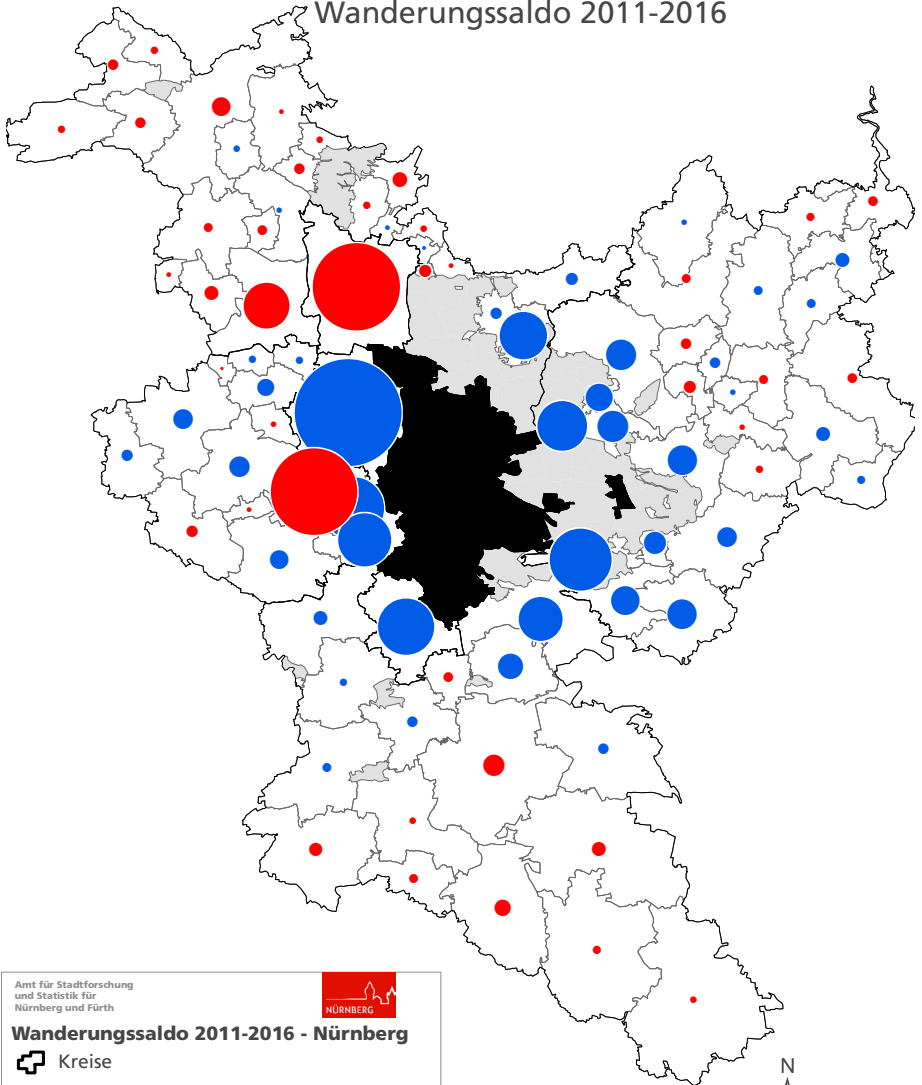 Wanderungssaldo 2011-2016
Amt für Stadtforschung
und Statistik für
Nürnberg und Fürth
NÜRNBERG
Wanderungssaldo 2011-2016 - Nürnberg
Kreise
N